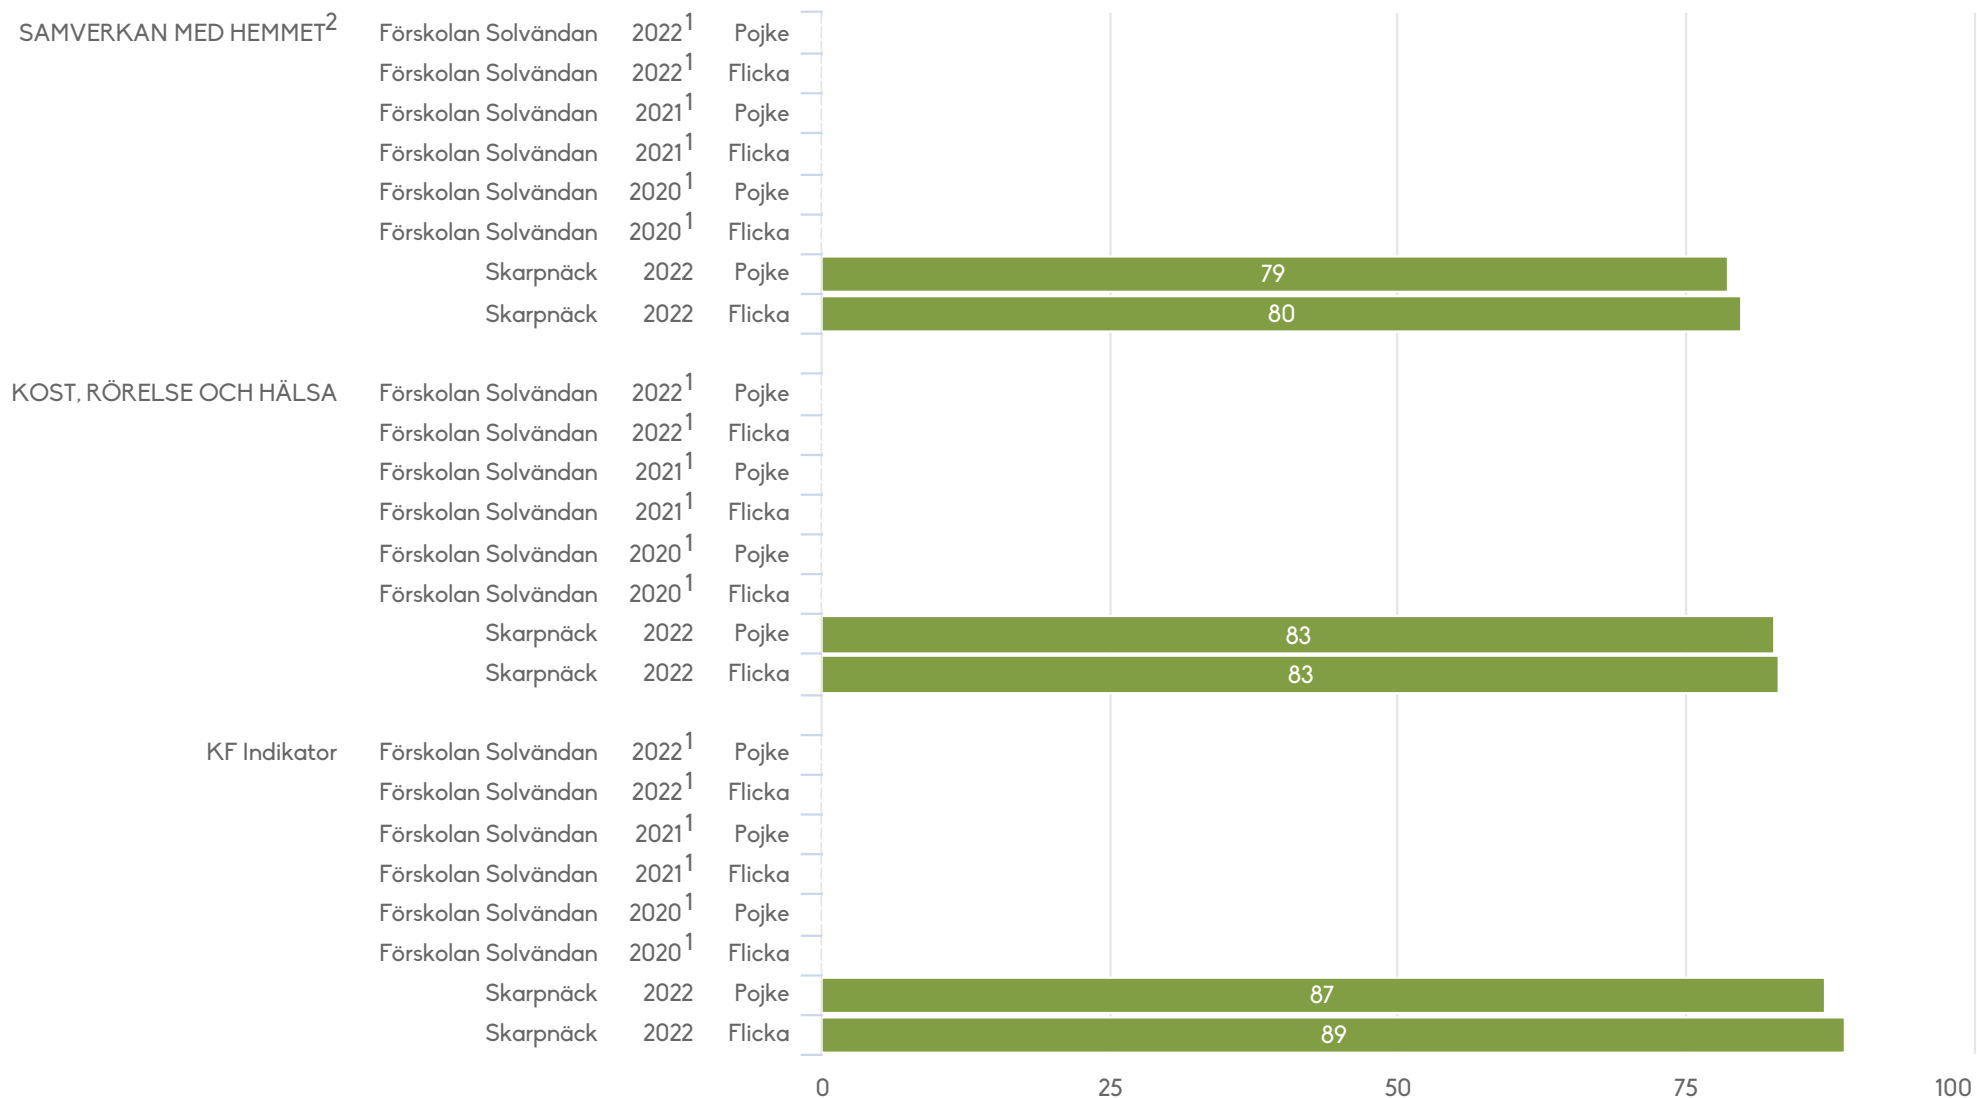 SAMVERKAN MED HEMMET² Förskolan Solvändan 2022¹ Pojke
Förskolan Solvändan 2022¹ Flicka
Förskolan Solvändan 2021¹ Pojke
Förskolan Solvändan 2021¹ Flicka
Förskolan Solvändan 2020¹ Pojke
Förskolan Solvändan 2020¹ Flicka
Skarpnäck 2022 Pojke 79
Skarpnäck 2022 Flicka 80
KOST, RÖRELSE OCH HÄLSA Förskolan Solvändan 2022¹ Pojke
Förskolan Solvändan 2022¹ Flicka
Förskolan Solvändan 2021¹ Pojke
Förskolan Solvändan 2021¹ Flicka
Förskolan Solvändan 2020¹ Pojke
Förskolan Solvändan 2020¹ Flicka
Skarpnäck 2022 Pojke 83
Skarpnäck 2022 Flicka 83
KF Indikator Förskolan Solvändan 2022¹ Pojke
Förskolan Solvändan 2022¹ Flicka
Förskolan Solvändan 2021¹ Pojke
Förskolan Solvändan 2021¹ Flicka
Förskolan Solvändan 2020¹ Pojke
Förskolan Solvändan 2020¹ Flicka
Skarpnäck 2022 Pojke 87
Skarpnäck 2022 Flicka 89
0 25 50 75 100